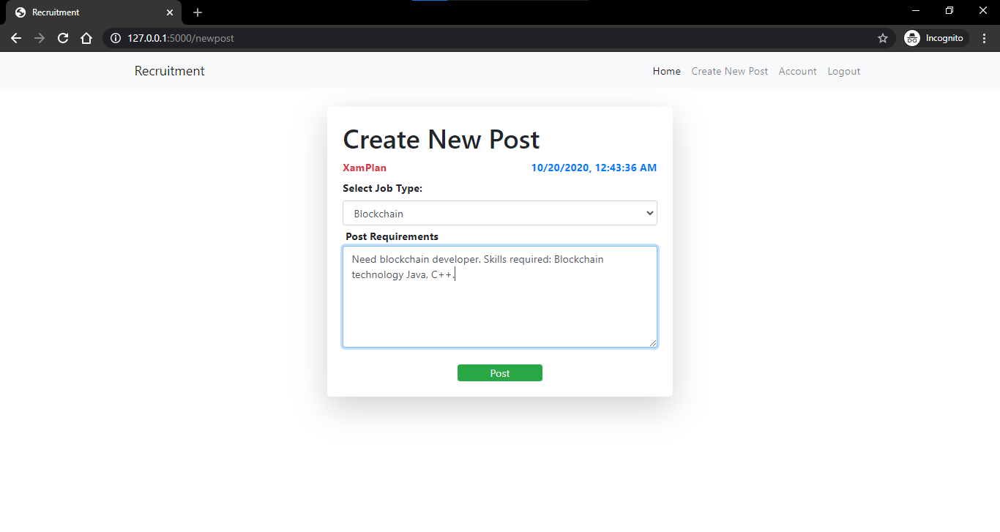 Recruitment
127.0.0.1:5000/newpost
Incognito
Recruitment
Home Create New Post Account Logout
Create New Post
XamPlan 10/20/2020, 12:43:36 AM
Select Job Type:
Blockchain
Post Requirements
Need blockchain developer. Skills required: Blockchain
technology Java, C++.
Post